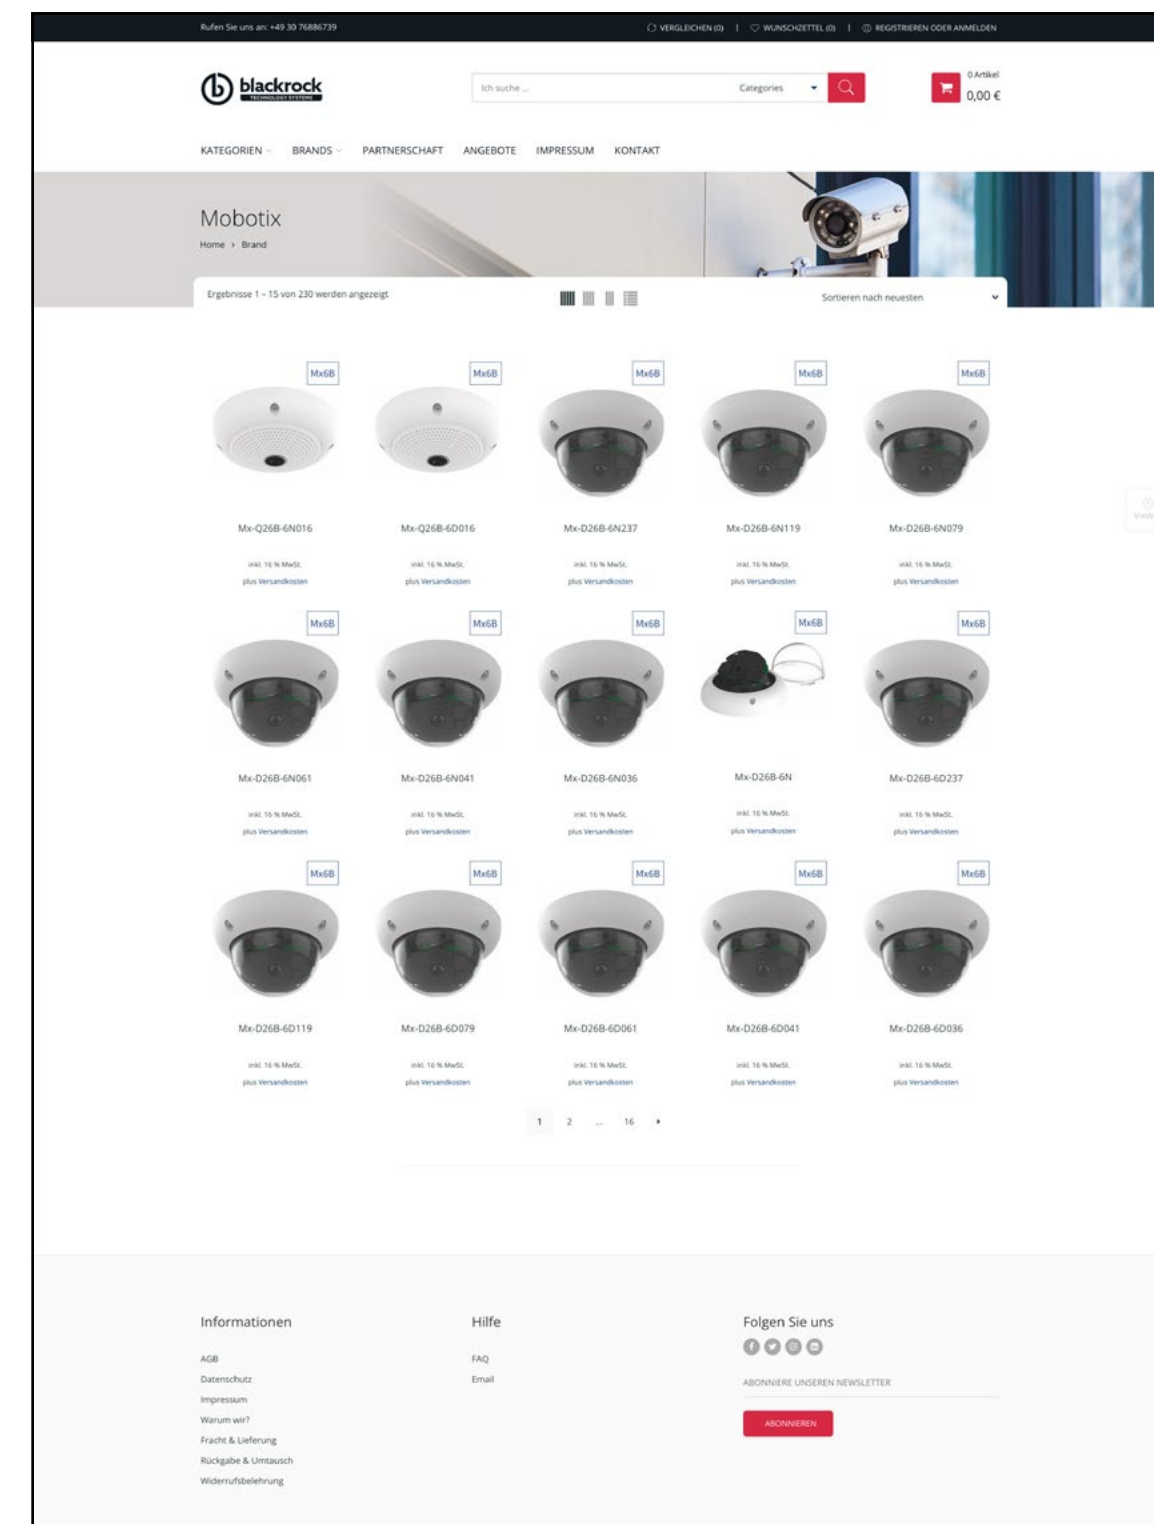 Rufen Sie uns an: +49 30 76886739
VERGLEICHEN (0) | WUNSCHZETTEL (0) | REGISTRIEREN ODER ANMELDEN
blackrock
TECHNOLOGY SYSTEMS
Ich suche ...
Categories
0 Artikel
0,00 €
KATEGORIEN BRANDS PARTNERSCHAFT ANGEBOTE IMPRESSUM KONTAKT
Mobotix
Home > Brand
Ergebnisse 1 – 15 von 230 werden angezeigt
Sortieren nach neuesten
Mx6B Mx6B Mx6B Mx6B Mx6B
View
Mx-Q26B-6N016 Mx-Q26B-6D016 Mx-D26B-6N237 Mx-D26B-6N119 Mx-D26B-6N079
inkl. 16 % MwSt. inkl. 16 % MwSt. inkl. 16 % MwSt. inkl. 16 % MwSt. inkl. 16 % MwSt.
plus Versandkosten plus Versandkosten plus Versandkosten plus Versandkosten plus Versandkosten
Mx6B Mx6B Mx6B Mx6B Mx6B
Mx-D26B-6N061 Mx-D26B-6N041 Mx-D26B-6N036 Mx-D26B-6N Mx-D26B-6D237
inkl. 16 % MwSt. inkl. 16 % MwSt. inkl. 16 % MwSt. inkl. 16 % MwSt. inkl. 16 % MwSt.
plus Versandkosten plus Versandkosten plus Versandkosten plus Versandkosten plus Versandkosten
Mx6B Mx6B Mx6B Mx6B Mx6B
Mx-D26B-6D119 Mx-D26B-6D079 Mx-D26B-6D061 Mx-D26B-6D041 Mx-D26B-6D036
inkl. 16 % MwSt. inkl. 16 % MwSt. inkl. 16 % MwSt. inkl. 16 % MwSt. inkl. 16 % MwSt.
plus Versandkosten plus Versandkosten plus Versandkosten plus Versandkosten plus Versandkosten
1 2 ... 16
Informationen
AGB
Datenschutz
Impressum
Warum wir?
Fracht & Lieferung
Rückgabe & Umtausch
Widerrufsbelehrung
Hilfe
FAQ
Email
Folgen Sie uns
ABONNIERE UNSEREN NEWSLETTER
ABONNIEREN